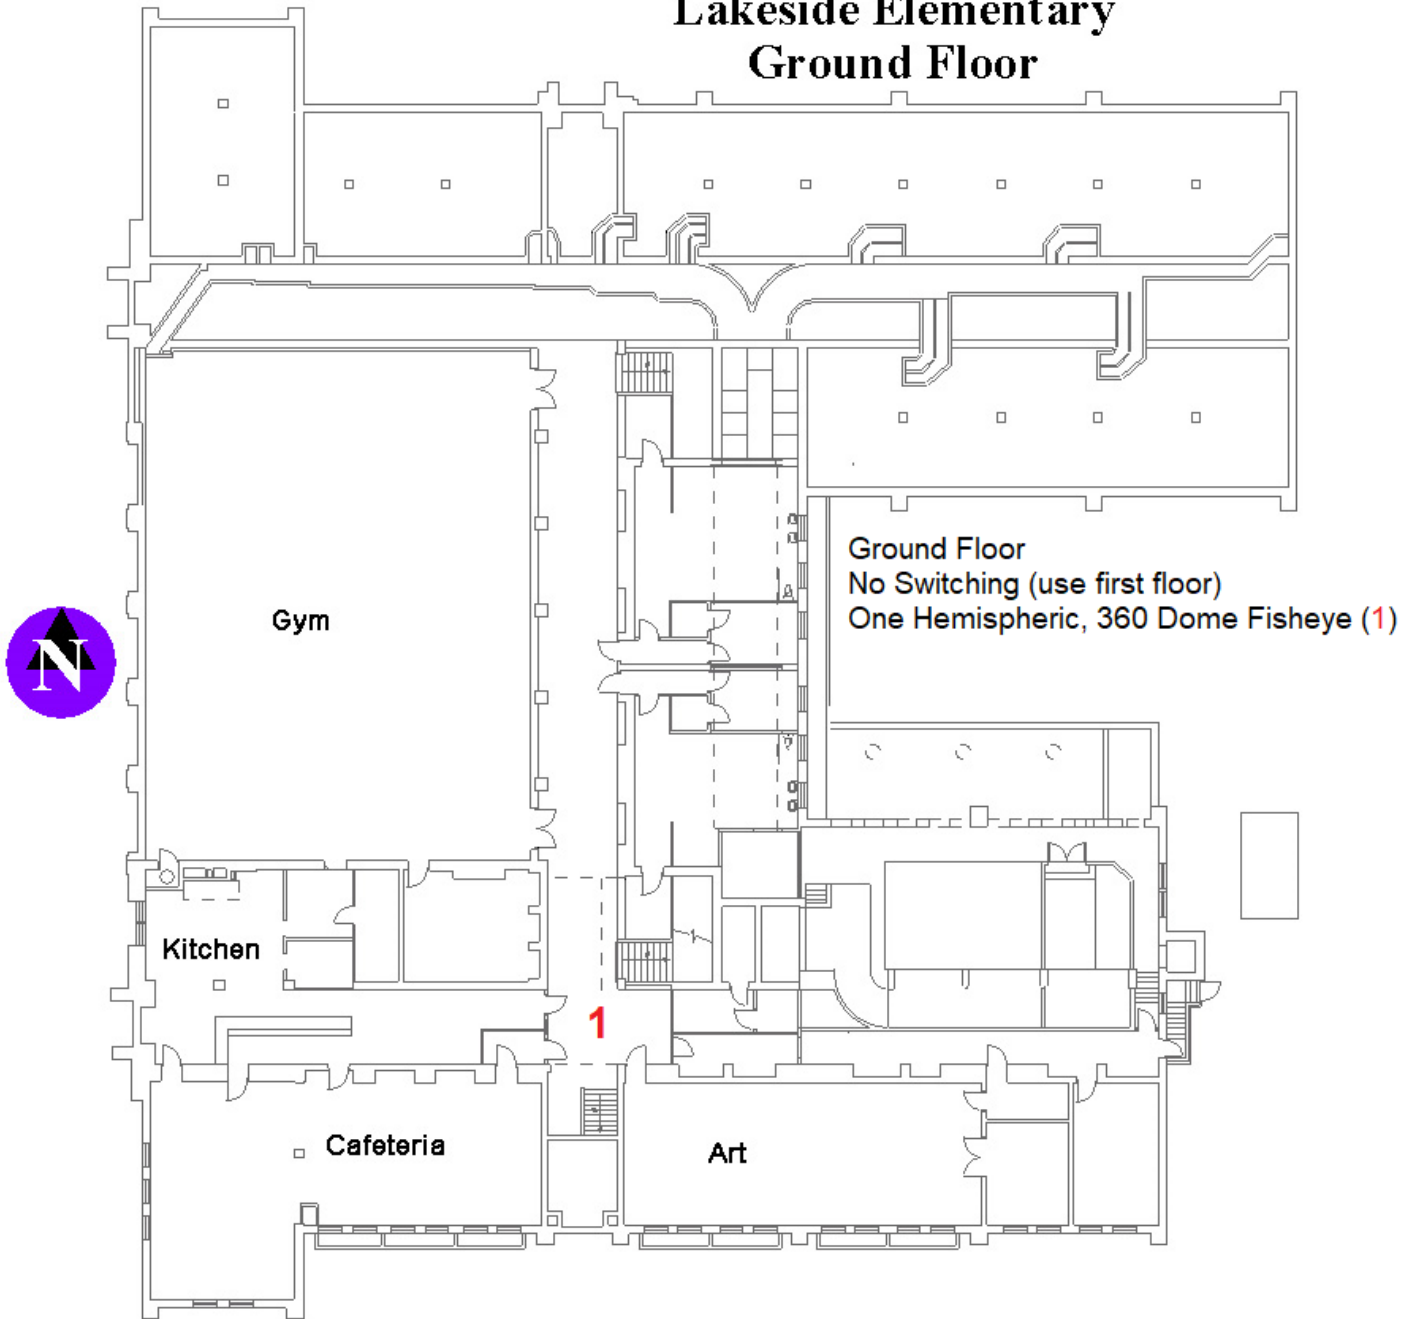 Lakeside Elementary
Ground Floor
Ground Floor
No Switching (use first floor)
One Hemispheric, 360 Dome Fisheye (1)
Gym
N
Kitchen
1
Cafeteria
Art